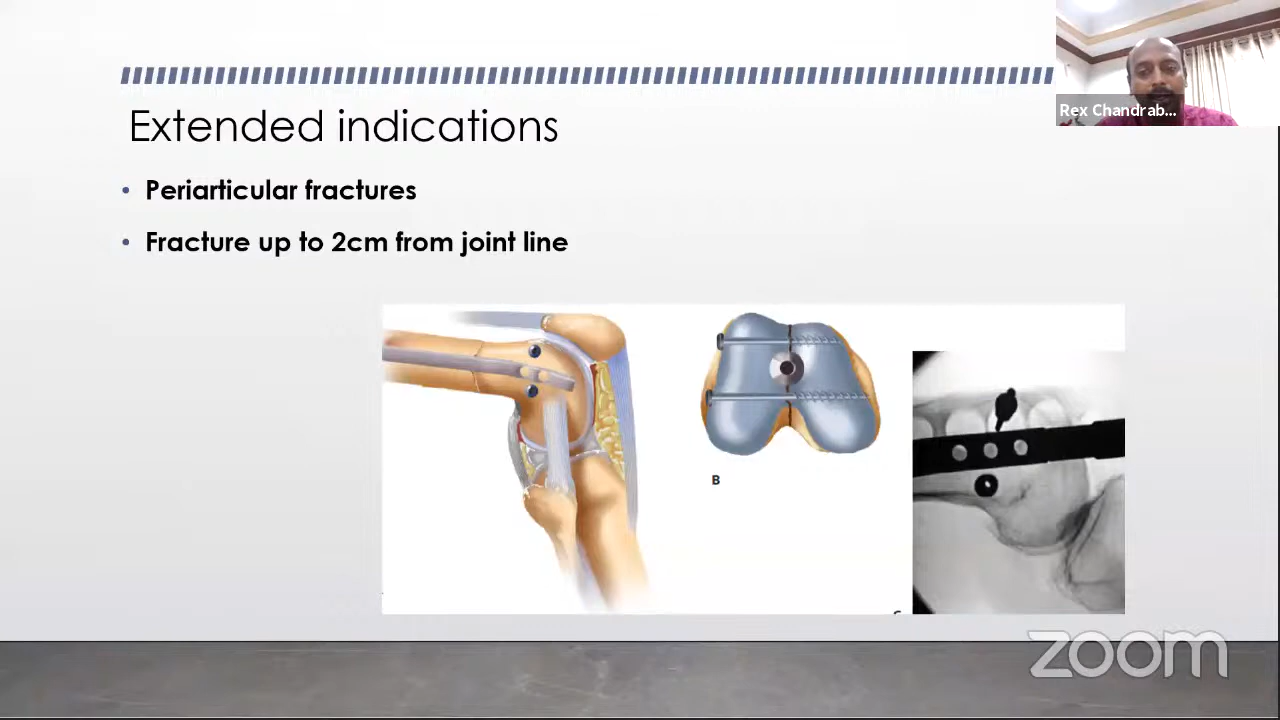 Rex Chandrab...
Extended indications
• Periarticular fractures
• Fracture up to 2cm from joint line
B
zoom